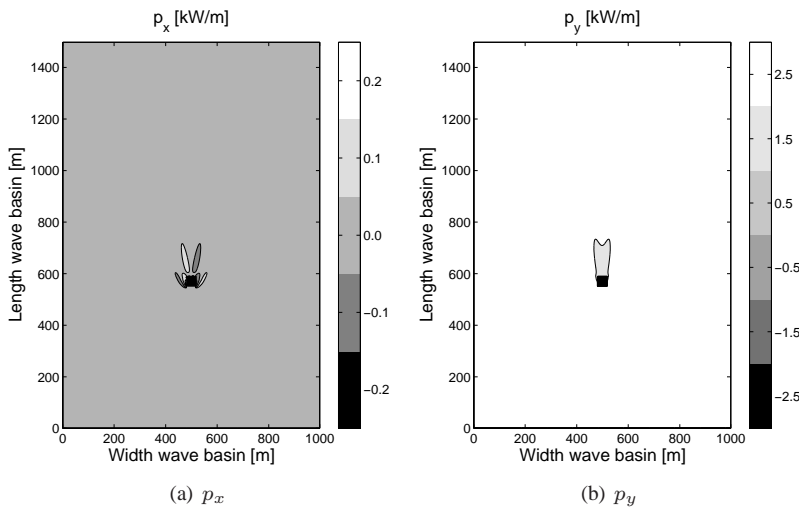 p_x [kW/m]
1400
1200
1000
800
600
400
200
0
Length wave basin [m]
0 200 400 600 800 1000
Width wave basin [m]
0.2
0.1
0.0
−0.1
−0.2
(a) p_x
p_y [kW/m]
1400
1200
1000
800
600
400
200
0
Length wave basin [m]
0 200 400 600 800 1000
Width wave basin [m]
2.5
1.5
0.5
−0.5
−1.5
−2.5
(b) p_y